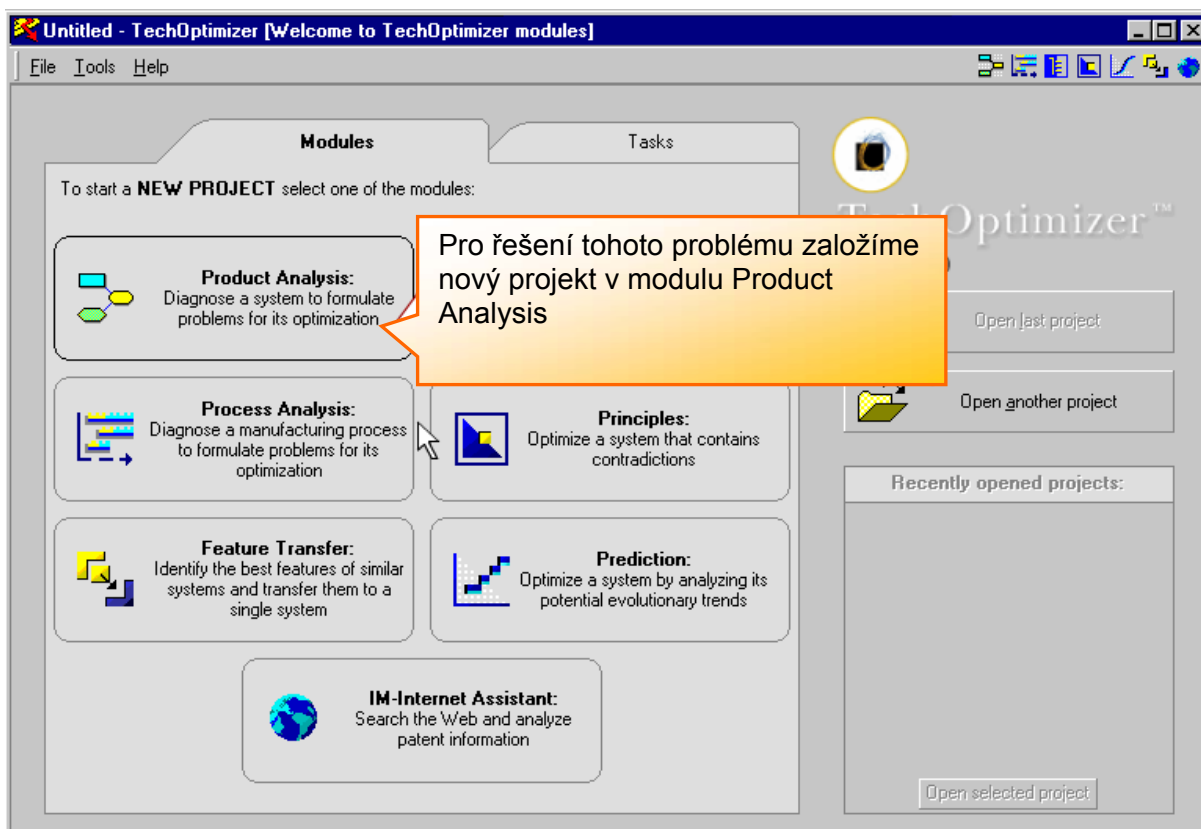 Untitled - TechOptimizer [Welcome to TechOptimizer modules]
File Tools Help
Modules
Tasks
To start a NEW PROJECT select one of the modules:
Product Analysis:
Diagnose a system to formulate
problems for its optimization
Pro řešení tohoto problému založíme
nový projekt v modulu Product
Analysis
Process Analysis:
Diagnose a manufacturing process
to formulate problems for its
optimization
Principles:
Optimize a system that contains
contradictions
Feature Transfer:
Identify the best features of similar
systems and transfer them to a
single system
Prediction:
Optimize a system by analyzing its
potential evolutionary trends
IM-Internet Assistant:
Search the Web and analyze
patent information
TechOptimizer™
Open last project
Open another project
Recently opened projects:
Open selected project